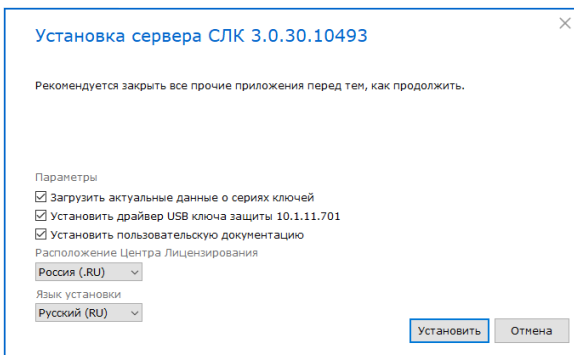 Установка сервера СЛК 3.0.30.10493
Рекомендуется закрыть все прочие приложения перед тем, как продолжить.
Параметры
Загрузить актуальные данные о сериях ключей
Установить драйвер USB ключа защиты 10.1.11.701
Установить пользовательскую документацию
Расположение Центра Лицензирования
Россия (.RU)
Язык установки
Русский (RU)
Установить Отмена